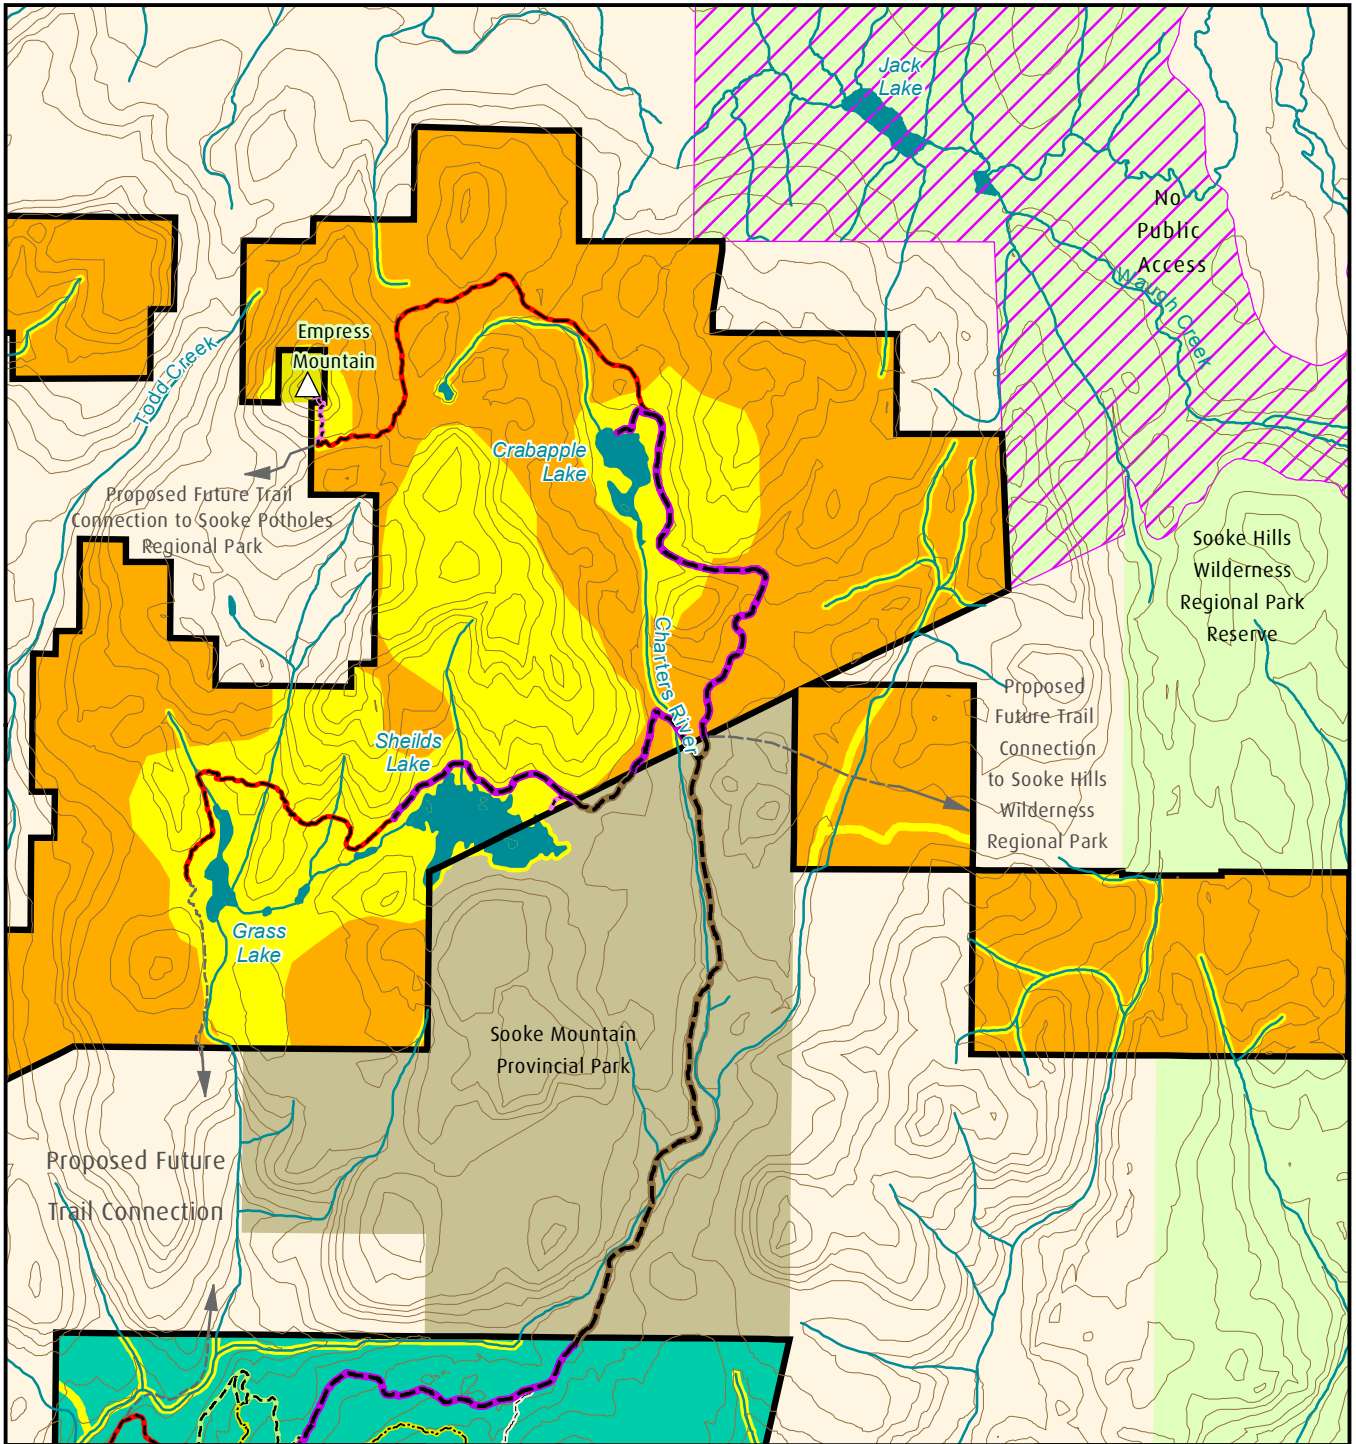 Jack
Lake
No
Public
Access
Waugh Creek
Empress
Mountain
Todd Creek
Crabapple
Lake
Proposed Future Trail
Connection to Sooke Potholes
Regional Park
Sooke Hills
Wilderness
Regional Park
Reserve
Charters River
Proposed
Future Trail
Connection
to Sooke Hills
Wilderness
Regional Park
Sheilds
Lake
Grass
Lake
Sooke Mountain
Provincial Park
Proposed Future
Trail Connection